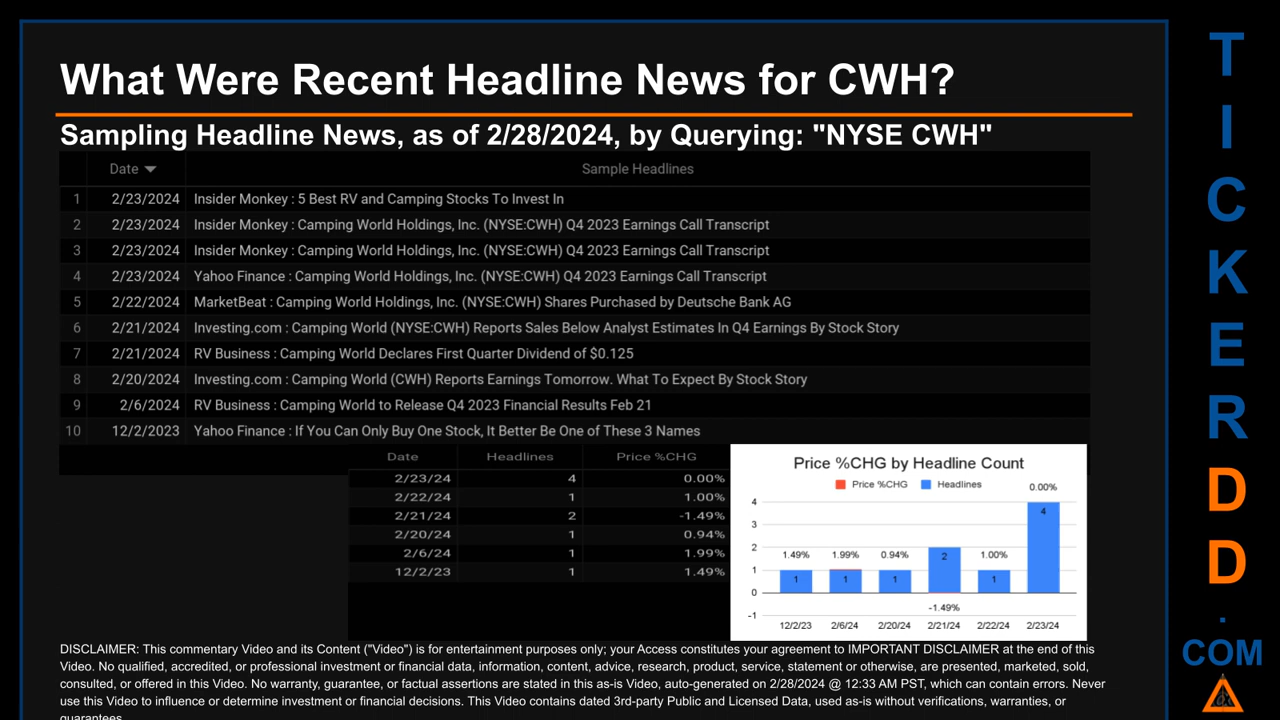 What Were Recent Headline News for CWH?
Sampling Headline News, as of 2/28/2024, by Querying: "NYSE CWH"
Date Sample Headlines
1 2/23/2024 Insider Monkey : 5 Best RV and Camping Stocks To Invest In
2 2/23/2024 Insider Monkey : Camping World Holdings, Inc. (NYSE:CWH) Q4 2023 Earnings Call Transcript
3 2/23/2024 Insider Monkey : Camping World Holdings, Inc. (NYSE:CWH) Q4 2023 Earnings Call Transcript
4 2/23/2024 Yahoo Finance : Camping World Holdings, Inc. (NYSE:CWH) Q4 2023 Earnings Call Transcript
5 2/22/2024 MarketBeat : Camping World Holdings, Inc. (NYSE:CWH) Shares Purchased by Deutsche Bank AG
6 2/21/2024 Investing.com : Camping World (NYSE:CWH) Reports Sales Below Analyst Estimates In Q4 Earnings By Stock Story
7 2/21/2024 RV Business : Camping World Declares First Quarter Dividend of $0.125
8 2/20/2024 Investing.com : Camping World (CWH) Reports Earnings Tomorrow. What To Expect By Stock Story
9 2/6/2024 RV Business : Camping World to Release Q4 2023 Financial Results Feb 21
10 12/2/2023 Yahoo Finance : If You Can Only Buy One Stock, It Better Be One of These 3 Names
Date Headlines Price %CHG
2/23/24 4 0.00%
2/22/24 1 1.00%
2/21/24 2 -1.49%
2/20/24 1 0.94%
2/6/24 1 1.99%
12/2/23 1 1.49%
Price %CHG by Headline Count
Price %CHG Headlines
0.00%
4 4
3
2 1.49% 1.99% 0.94% 2 1.00%
1 1 1 1 1
0
-1 -1.49%
12/2/23 2/6/24 2/20/24 2/21/24 2/22/24 2/23/24
DISCLAIMER: This commentary Video and its Content ("Video") is for entertainment purposes only; your Access constitutes your agreement to IMPORTANT DISCLAIMER at the end of this
Video. No qualified, accredited, or professional investment or financial data, information, content, advice, research, product, service, statement or otherwise, are presented, marketed, sold,
consulted, or offered in this Video. No warranty, guarantee, or factual assertions are stated in this as-is Video, auto-generated on 2/28/2024 @ 12:33 AM PST, which can contain errors. Never
use this Video to influence or determine investment or financial decisions. This Video contains dated 3rd-party Public and Licensed Data, used as-is without verifications, warranties, or
guarantees.
T
I
C
K
E
R
D
D
.
COM